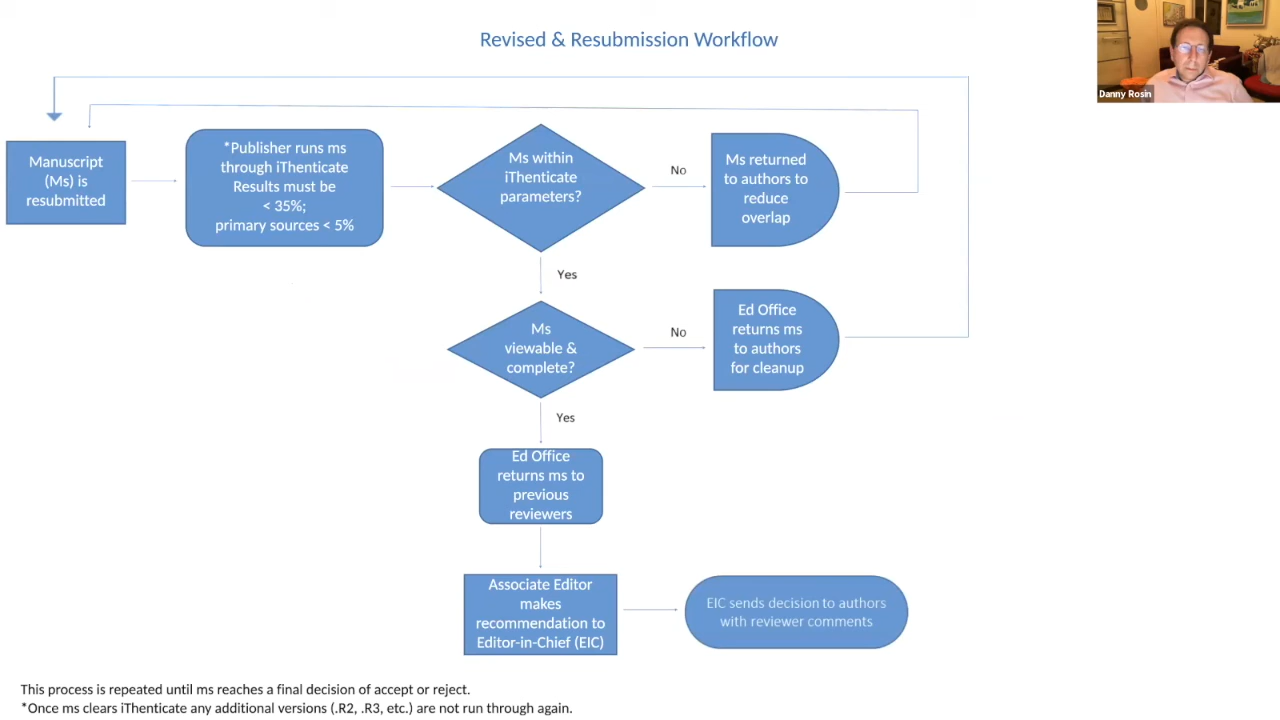 Revised & Resubmission Workflow
Danny Rosin
Manuscript
(Ms) is
resubmitted
*Publisher runs ms
through iThenticate
Results must be
< 35%;
primary sources < 5%
Ms within
iThenticate
parameters?
No
Ms returned
to authors to
reduce
overlap
Yes
Ms
viewable &
complete?
No
Ed Office
returns ms
to authors
for cleanup
Yes
Ed Office
returns ms to
previous
reviewers
Associate Editor
makes
recommendation to
Editor-in-Chief (EIC)
EIC sends decision to authors
with reviewer comments
This process is repeated until ms reaches a final decision of accept or reject.
*Once ms clears iThenticate any additional versions (.R2, .R3, etc.) are not run through again.